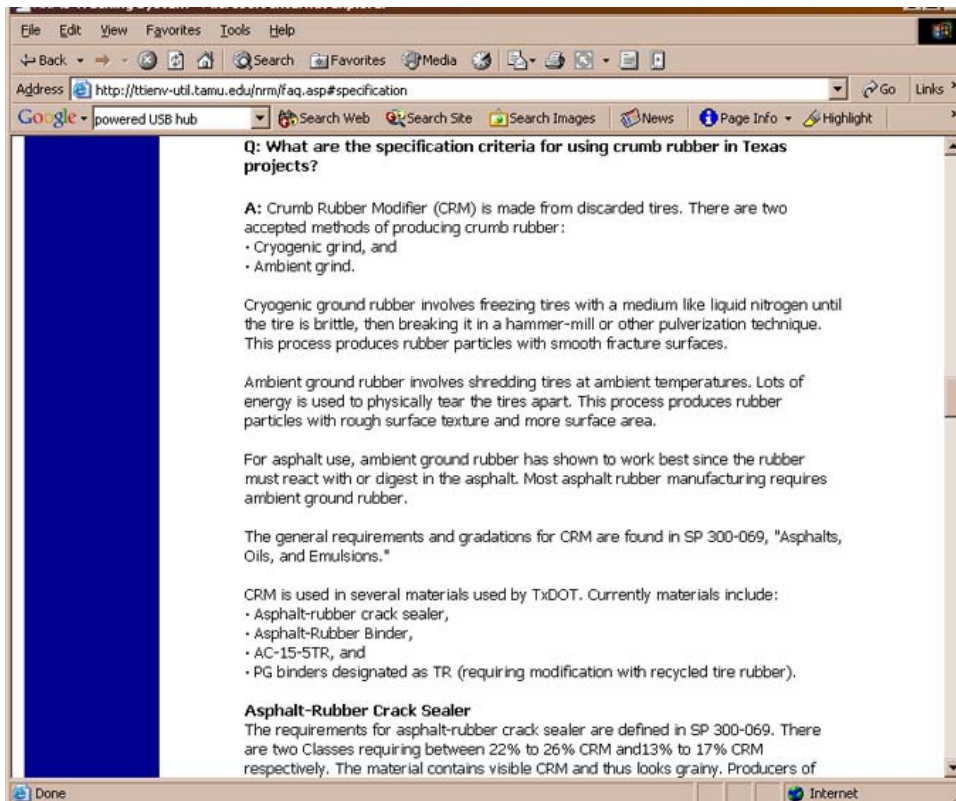 File Edit View Favorites Tools Help
Back Search Favorites Media
Address http://ttienv-util.tamu.edu/nrm/faq.asp#specification Go Links
Google powered USB hub Search Web Search Site Search Images News Page Info Highlight
Q: What are the specification criteria for using crumb rubber in Texas
projects?
A: Crumb Rubber Modifier (CRM) is made from discarded tires. There are two
accepted methods of producing crumb rubber:
· Cryogenic grind, and
· Ambient grind.
Cryogenic ground rubber involves freezing tires with a medium like liquid nitrogen until
the tire is brittle, then breaking it in a hammer-mill or other pulverization technique.
This process produces rubber particles with smooth fracture surfaces.
Ambient ground rubber involves shredding tires at ambient temperatures. Lots of
energy is used to physically tear the tires apart. This process produces rubber
particles with rough surface texture and more surface area.
For asphalt use, ambient ground rubber has shown to work best since the rubber
must react with or digest in the asphalt. Most asphalt rubber manufacturing requires
ambient ground rubber.
The general requirements and gradations for CRM are found in SP 300-069, "Asphalts,
Oils, and Emulsions."
CRM is used in several materials used by TxDOT. Currently materials include:
· Asphalt-rubber crack sealer,
· Asphalt-Rubber Binder,
· AC-15-5TR, and
· PG binders designated as TR (requiring modification with recycled tire rubber).
Asphalt-Rubber Crack Sealer
The requirements for asphalt-rubber crack sealer are defined in SP 300-069. There
are two Classes requiring between 22% to 26% CRM and13% to 17% CRM
respectively. The material contains visible CRM and thus looks grainy. Producers of
Done Internet